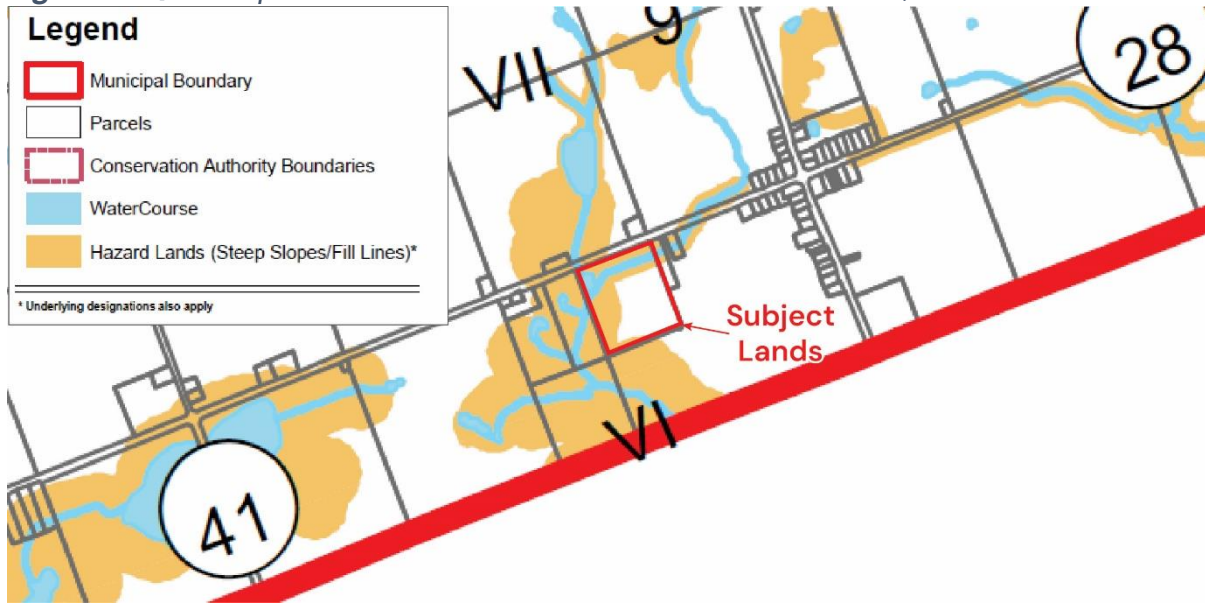 Legend
Municipal Boundary
Parcels
Conservation Authority Boundaries
WaterCourse
Hazard Lands (Steep Slopes/Fill Lines)*
* Underlying designations also apply
VII
9
28
Subject
Lands
VI
41